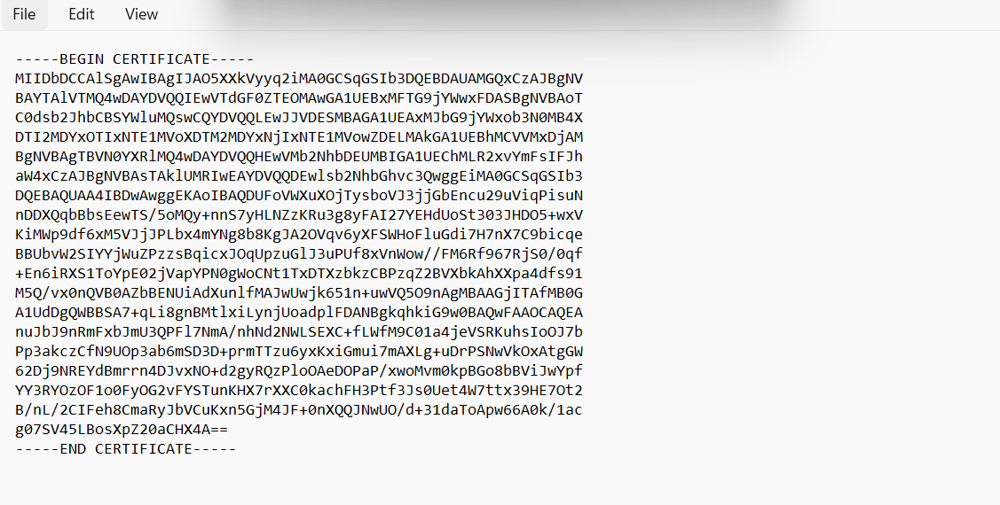 File Edit View
-----BEGIN CERTIFICATE-----
MIIDbDCCAlSgAwIBAgIJAO5XXkVyyq2iMA0GCSqGSIb3DQEBDAUAMGQxCzAJBgNV
BAYTAlVTMQ4wDAYDVQQIEwVTdGF0ZTEOMAwGA1UEBxMFTG9jYWwxFDASBgNVBAoT
C0dsb2JhbCBSYWluMQswCQYDVQQLEwJJVDESMBAGA1UEAxMJbG9jYWxob3N0MB4X
DTI2MDYxOTIxNTE1MVoXDTM2MDYxNjIxNTE1MVowZDELMAkGA1UEBhMCVVMxDjAM
BgNVBAgTBVN0YXRlMQ4wDAYDVQQHEwVMb2NhbDEUMBIGA1UEChMLR2xvYmFsIFJh
aW4xCzAJBgNVBAsTAklUMRIwEAYDVQQDEwlsb2NhbGhvc3QwggEiMA0GCSqGSIb3
DQEBAQUAA4IBDwAwggEKAoIBAQDUFoVWXuXOjTysboVJ3jjGbEncu29uViqPisuN
nDDXQqbBbsEewTS/5oMQy+nnS7yHLNZzKRu3g8yFAI27YEHdUoSt303JHDO5+wxV
KiMWp9df6xM5VJjJPLbx4mYNg8b8KgJA2OVqv6yXFSWHoFluGdi7H7nX7C9bicqe
BBUbvW2SIYYjWuZPzzsBqicxJOqUpzuGlJ3uPUf8xVnWow//FM6Rf967RjS0/0qf
+En6iRXS1ToYpE02jVapYPN0gWoCNt1TxDTXzbkzCBPzqZ2BVXbkAhXXpa4dfs91
M5Q/vx0nQVB0AZbBENUiAdXunlfMAJwUwjk651n+uwVQ5O9nAgMBAAGjITAfMB0G
A1UdDgQWBBSA7+qLi8gnBMtlxiLynjUoadplFDANBgkqhkiG9w0BAQwFAAOCAQEA
nuJbJ9nRmFxbJmU3QPFl7NmA/nhNd2NWLSEXC+fLWfM9C01a4jeVSRKuhsIoOJ7b
Pp3akczCfN9UOp3ab6mSD3D+prmTTzu6yxKxiGmui7mAXLg+uDrPSNwVkOxAtgGW
62Dj9NREYdBmrrn4DJvxNO+d2gyRQzPloOAeDOPaP/xwoMvm0kpBGo8bBViJwYpf
YY3RYOzOF1o0FyOG2vFYSTunKHX7rXXC0kachFH3Ptf3Js0Uet4W7ttx39HE7Ot2
B/nL/2CIFeh8CmaRyJbVCuKxn5GjM4JF+0nXQQJNwUO/d+31daToApw66A0k/1ac
g07SV45LBosXpZ20aCHX4A==
-----END CERTIFICATE-----